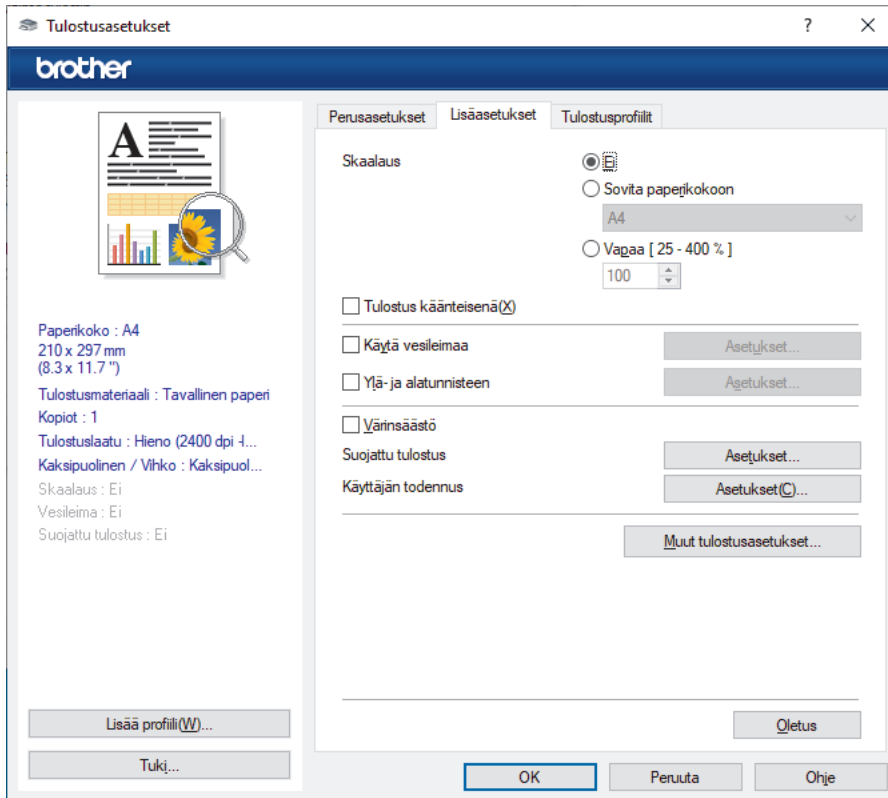 Tulostusasetukset
brother
A
Paperikoko : A4
210 x 297 mm
(8.3 x 11.7 ")
Tulostusmateriaali : Tavallinen paperi
Kopiot : 1
Tulostuslaatu : Hieno (2400 dpi -l...
Kaksipuolinen / Vihko : Kaksipuol...
Skaalaus : Ei
Vesileima : Ei
Suojattu tulostus : Ei
Lisää profiili(W)...
Tuki...
Perusasetukset Lisäasetukset Tulostusprofiilit
Skaalaus Ei
Sovita paperikokoon
A4
Vapaa [ 25 - 400 % ]
100
Tulostus käänteisenä(X)
Käytä vesileimaa Asetukset...
Ylä- ja alatunnisteen Asetukset...
Värinsäästö
Suojattu tulostus Asetukset...
Käyttäjän todennus Asetukset(C)...
Muut tulostusasetukset...
Oletus
OK Peruuta Ohje